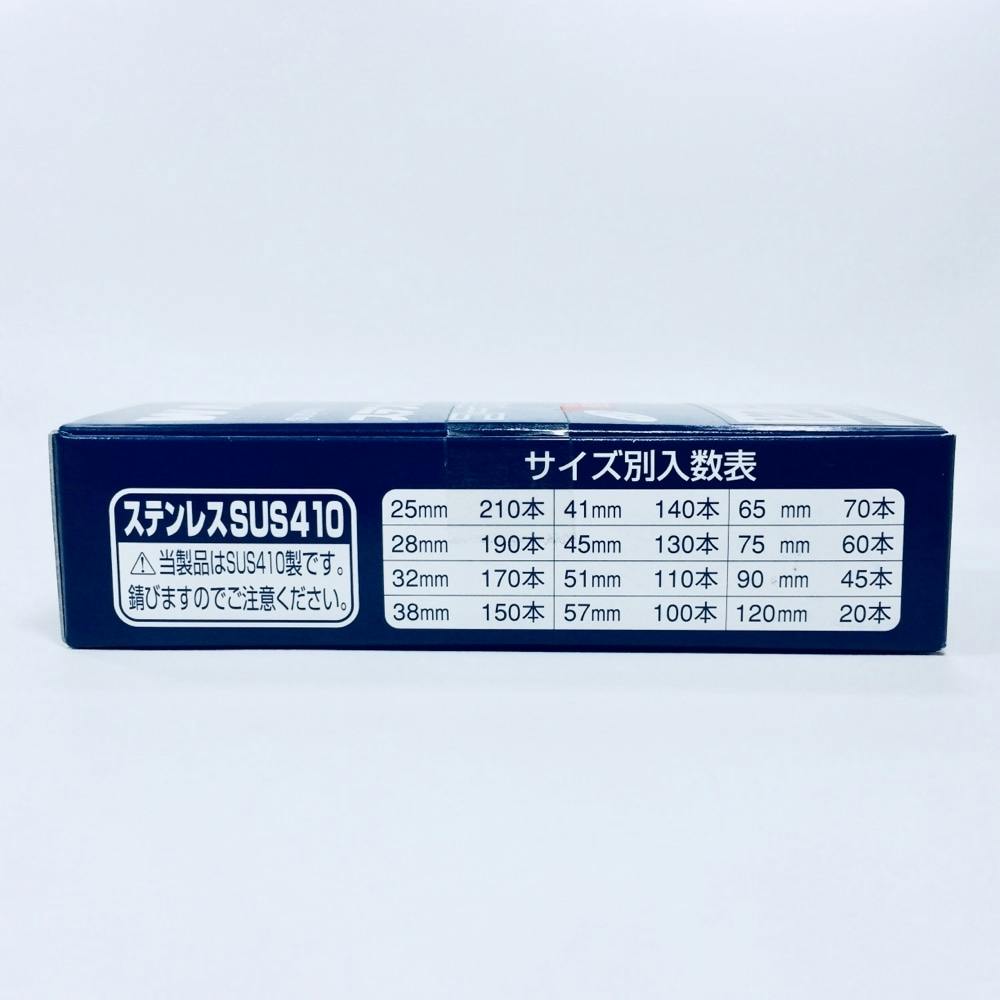 サイズ別入数表
ステンレスSUS410
⚠当製品はSUS410製です。
錆びますのでご注意ください。
25mm 210本 41mm 140本 65 mm 70本
28mm 190本 45mm 130本 75 mm 60本
32mm 170本 51mm 110本 90 mm 45本
38mm 150本 57mm 100本 120mm 20本